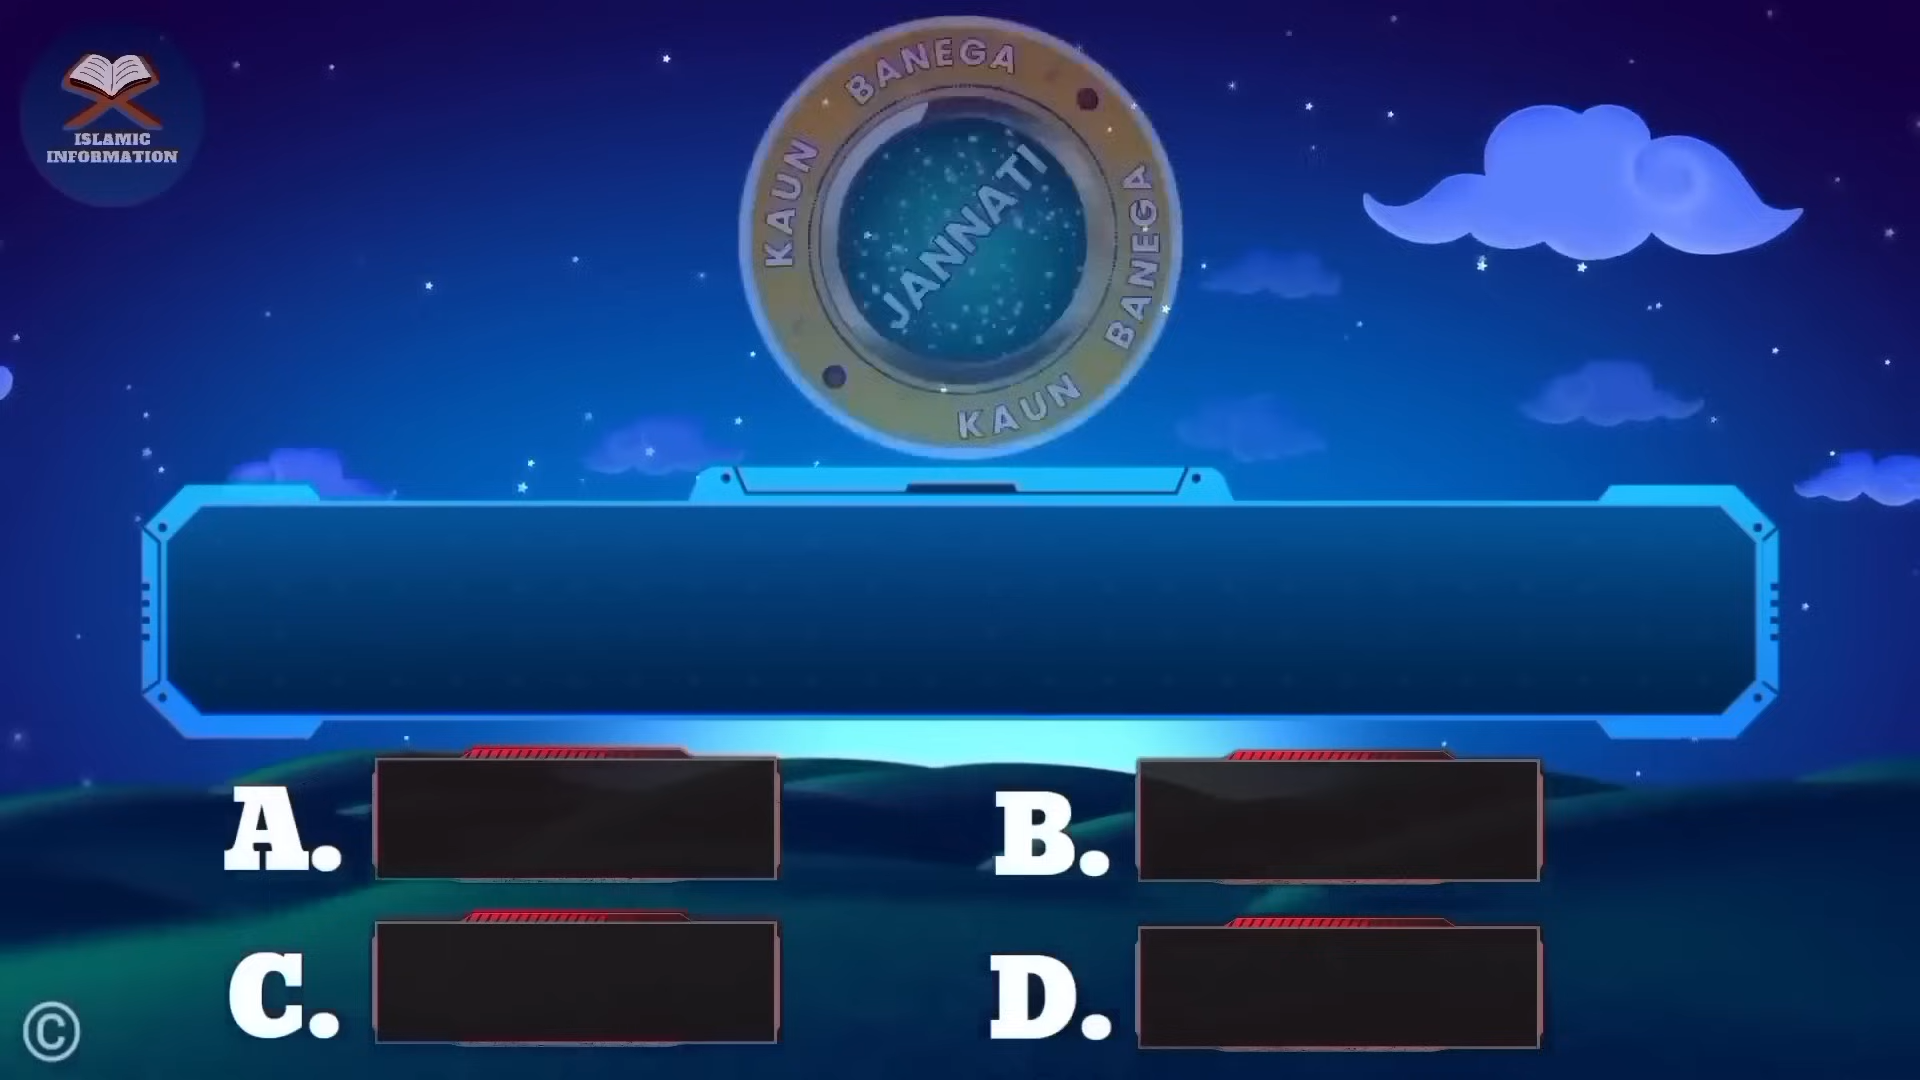 ISLAMIC
INFORMATION
KAUN BANEGA
JANNATI
KAUN BANEGA
A.
B.
C.
D.
©